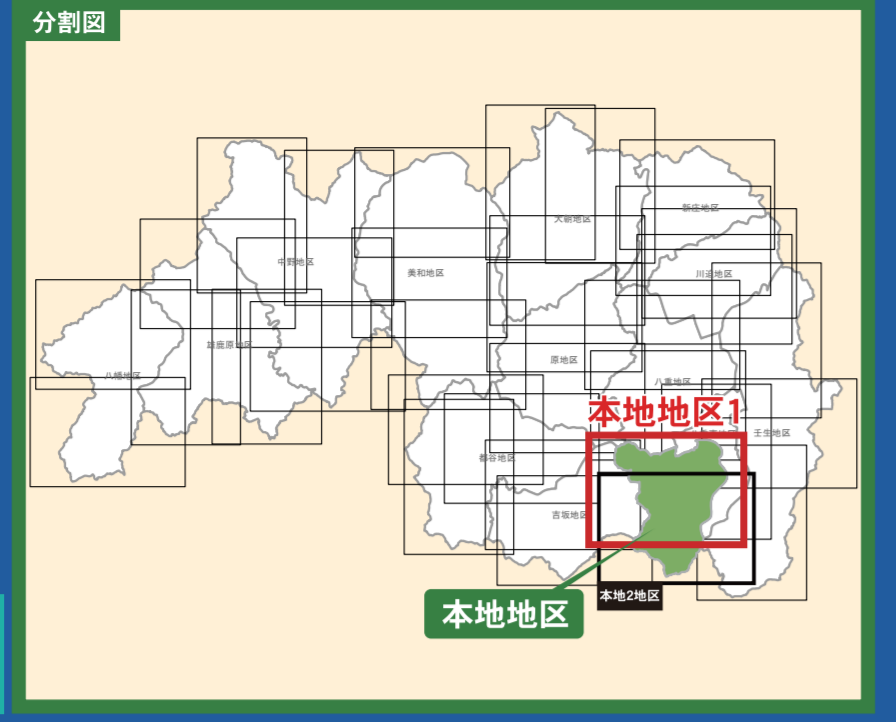 分割図
大朝地区
新庄地区
中野地区
美和地区
川迫地区
雄鹿原地区
原地区
八幡地区
八重地区
本地地区1
壬生地区
都谷地区
吉坂地区
本地2地区
本地地区